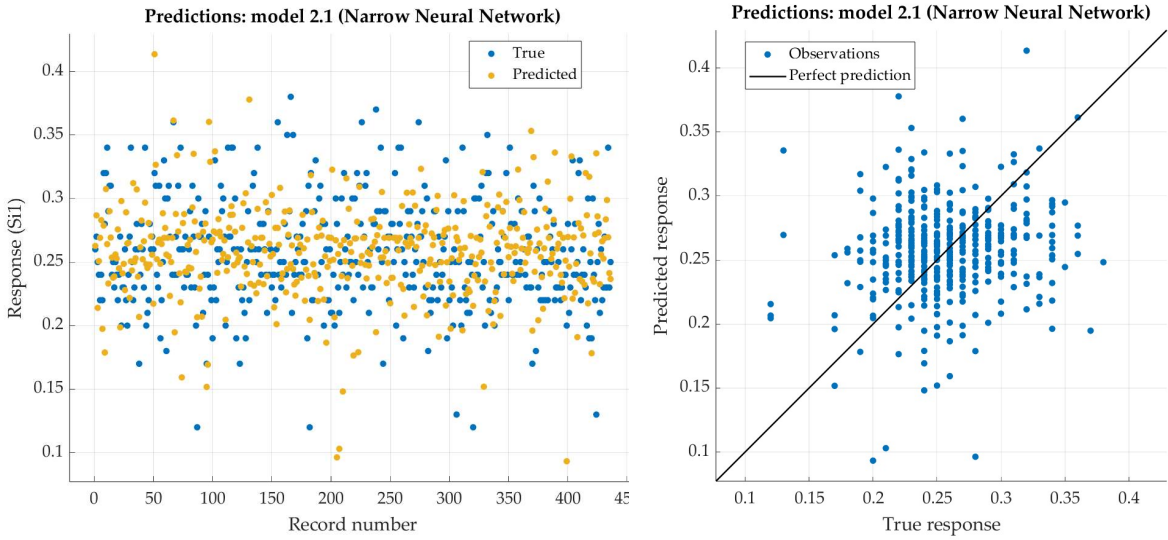 Predictions: model 2.1 (Narrow Neural Network)
True
Predicted
Response (Si1)
0.4
0.35
0.3
0.25
0.2
0.15
0.1
0 50 100 150 200 250 300 350 400 45
Record number
Predictions: model 2.1 (Narrow Neural Network)
Observations
Perfect prediction
Predicted response
0.4
0.35
0.3
0.25
0.2
0.15
0.1
0.1 0.15 0.2 0.25 0.3 0.35 0.4
True response